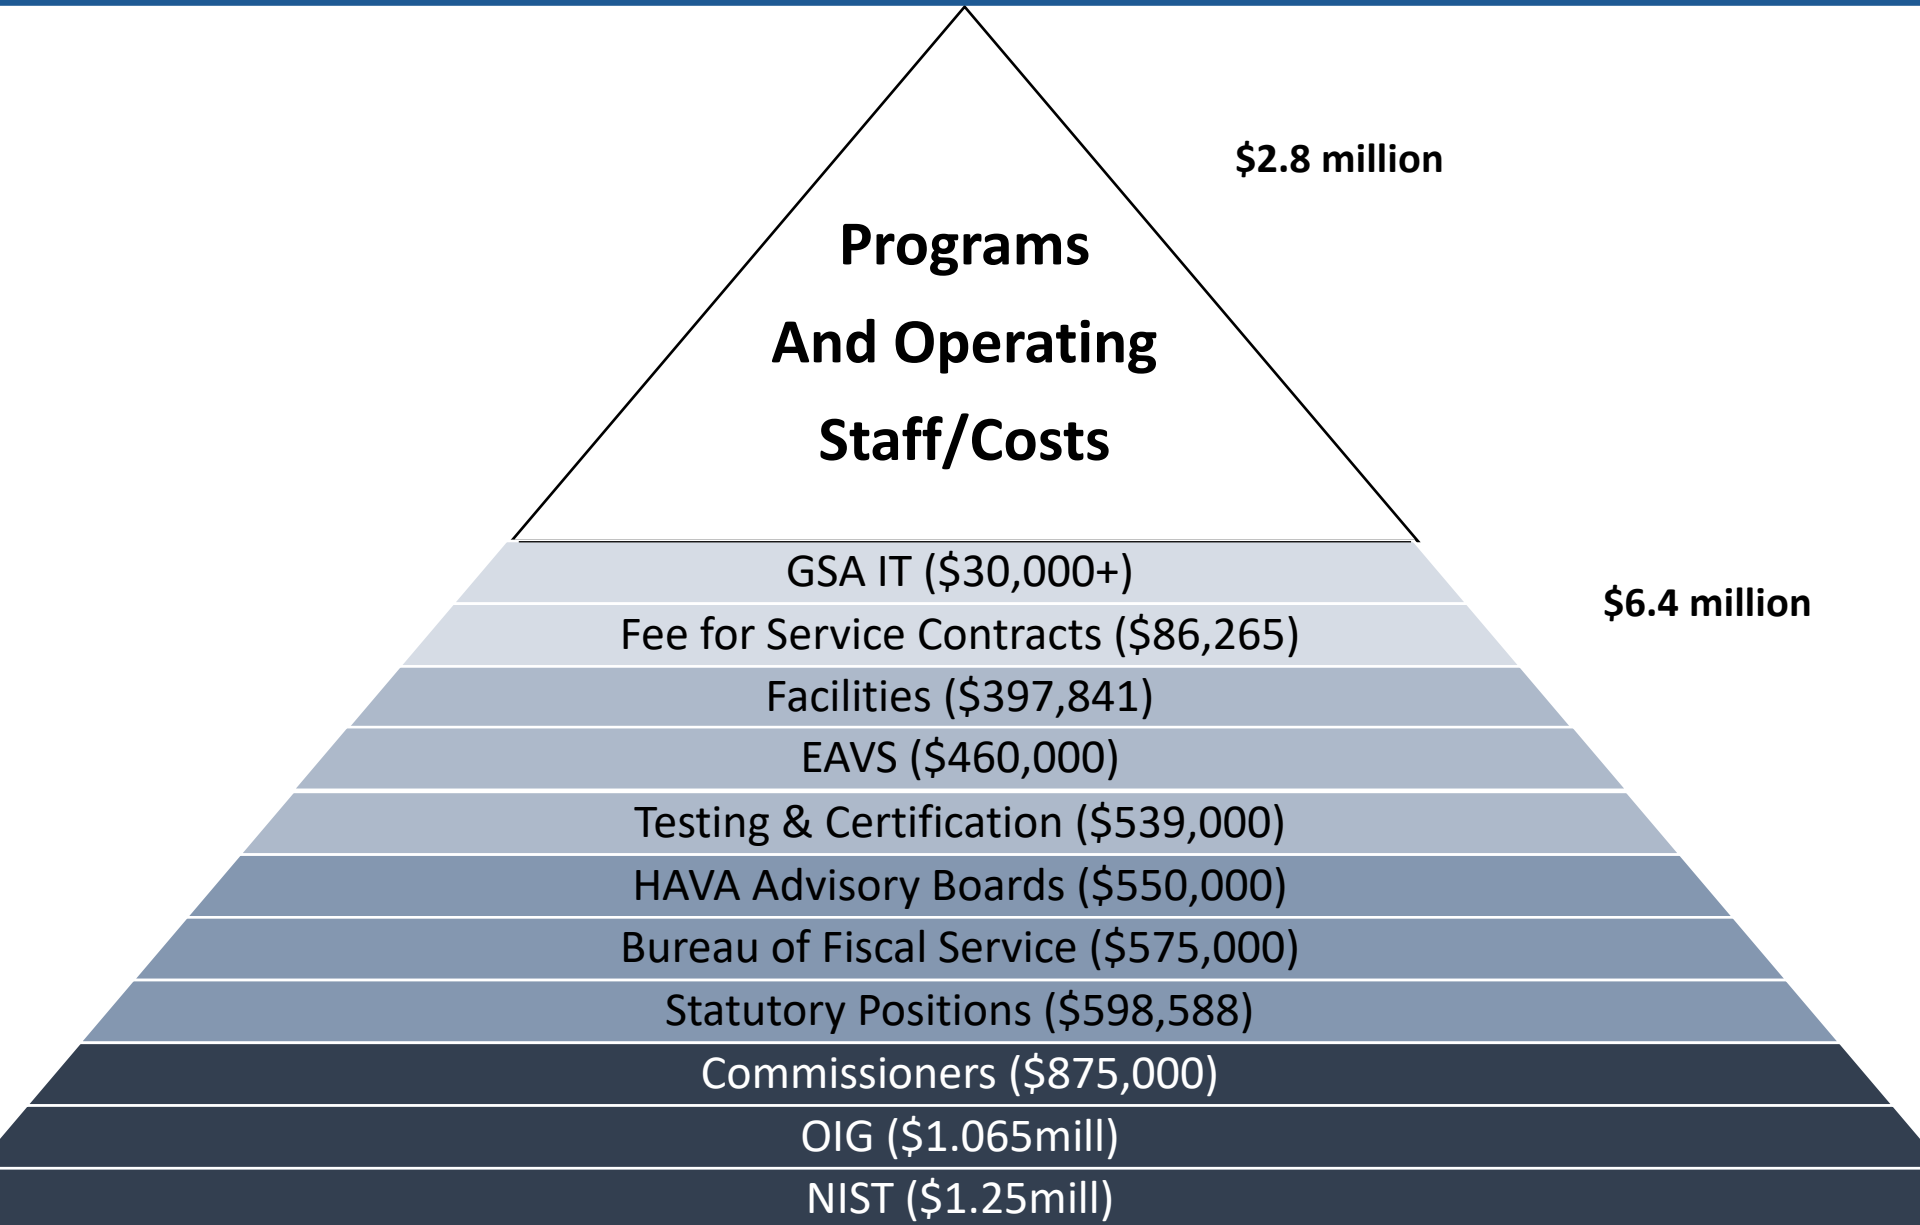 $2.8 million
Programs
And Operating
Staff/Costs
GSA IT ($30,000+)
$6.4 million
Fee for Service Contracts ($86,265)
Facilities ($397,841)
EAVS ($460,000)
Testing & Certification ($539,000)
HAVA Advisory Boards ($550,000)
Bureau of Fiscal Service ($575,000)
Statutory Positions ($598,588)
Commissioners ($875,000)
OIG ($1.065mill)
NIST ($1.25mill)